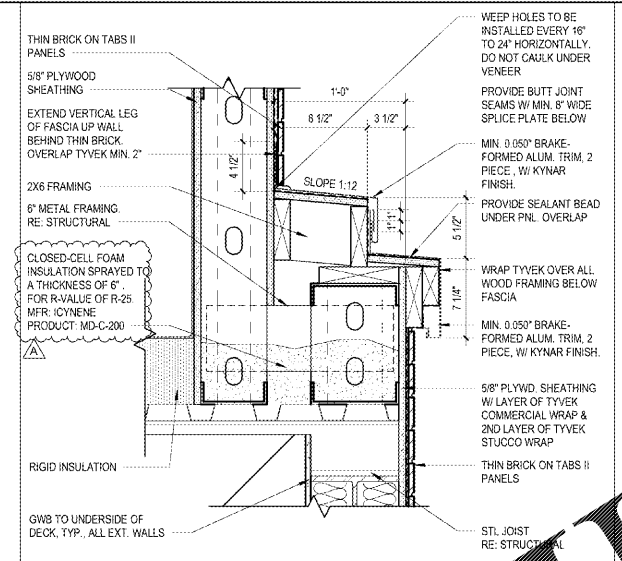 THIN BRICK ON TABS II
PANELS
5/8" PLYWOOD
SHEATHING
EXTEND VERTICAL LEG
OF FASCIA UP WALL
BEHIND THIN BRICK.
OVERLAP TYVEK MIN. 2"
2X6 FRAMING
6" METAL FRAMING.
RE: STRUCTURAL
CLOSED-CELL FOAM
INSULATION SPRAYED TO
A THICKNESS OF 6" .
FOR R-VALUE OF R-25.
MFR: ICYNENE
PRODUCT: MD-C-200
A
RIGID INSULATION
GWB TO UNDERSIDE OF
DECK, TYP., ALL EXT. WALLS
1'-0"
6 1/2"
3 1/2"
4 1/2"
SLOPE 1:12
1" 1"
5 1/2"
7 1/4"
WEEP HOLES TO BE
INSTALLED EVERY 16"
TO 24" HORIZONTALLY.
DO NOT CAULK UNDER
VENEER
PROVIDE BUTT JOINT
SEAMS W/ MIN. 8" WIDE
SPLICE PLATE BELOW
MIN. 0.050" BRAKE-
FORMED ALUM. TRIM, 2
PIECE , W/ KYNAR
FINISH.
PROVIDE SEALANT BEAD
UNDER PNL. OVERLAP
WRAP TYVEK OVER ALL
WOOD FRAMING BELOW
FASCIA
MIN. 0.050" BRAKE-
FORMED ALUM. TRIM, 2
PIECE, W/ KYNAR FINISH.
5/8" PLYWD. SHEATHING
W/ LAYER OF TYVEK
COMMERCIAL WRAP &
2ND LAYER OF TYVEK
STUCCO WRAP
THIN BRICK ON TABS II
PANELS
STL JOIST
RE: STRUCTURAL